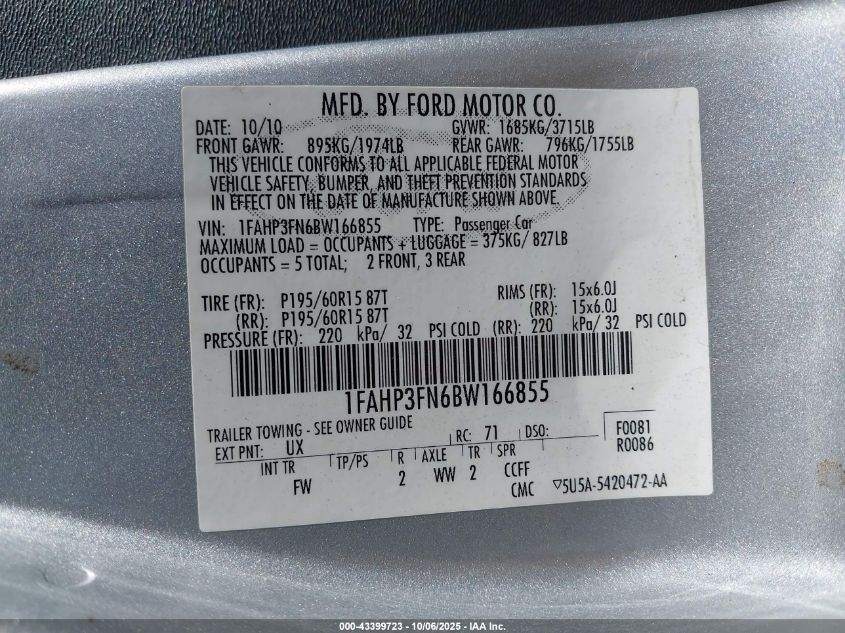 MFD. BY FORD MOTOR CO.
DATE: 10/10 GVWR: 1685KG/3715LB
FRONT GAWR: 895KG/1974LB REAR GAWR: 796KG/1755LB
THIS VEHICLE CONFORMS TO ALL APPLICABLE FEDERAL MOTOR
VEHICLE SAFETY, BUMPER, AND THEFT PREVENTION STANDARDS
IN EFFECT ON THE DATE OF MANUFACTURE SHOWN ABOVE.
VIN: 1FAHP3FN6BW166855 TYPE: Passenger Car
MAXIMUM LOAD = OCCUPANTS + LUGGAGE = 375KG/ 827LB
OCCUPANTS = 5 TOTAL; 2 FRONT, 3 REAR
TIRE (FR): P195/60R15 87T RIMS (FR): 15x6.0J
(RR): P195/60R15 87T (RR): 15x6.0J
PRESSURE (FR): 220 kPa/ 32 PSI COLD (RR): 220 kPa/ 32 PSI COLD
1FAHP3FN6BW166855
TRAILER TOWING - SEE OWNER GUIDE
EXT PNT: UX RC: 71 DSO: F0081
R0086
INT TR TP/PS R AXLE TR SPR
FW 2 WW 2 CCFF
CMC ▽5U5A-5420472-AA
000-43399723 - 10/06/2025 - IAA Inc.